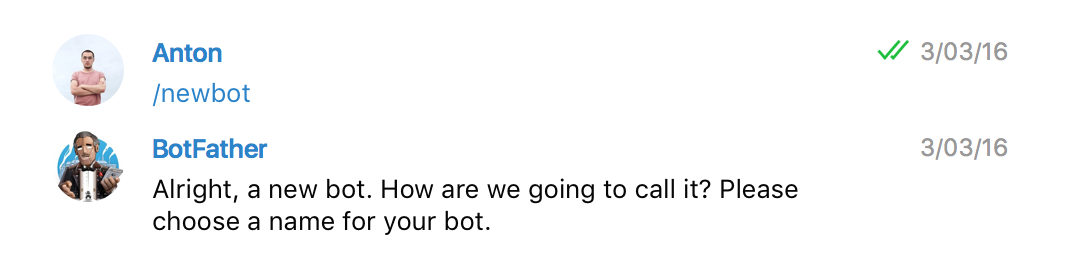 Anton
3/03/16
/newbot
BotFather
3/03/16
Alright, a new bot. How are we going to call it? Please
choose a name for your bot.